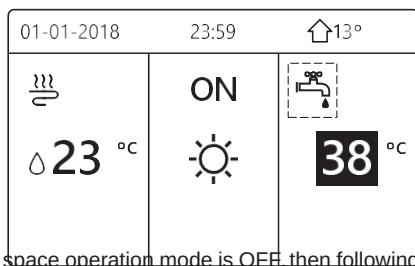 01-01-2018 23:59 13°
ON
23 °C
38 °C
space operation mode is OFF, then following